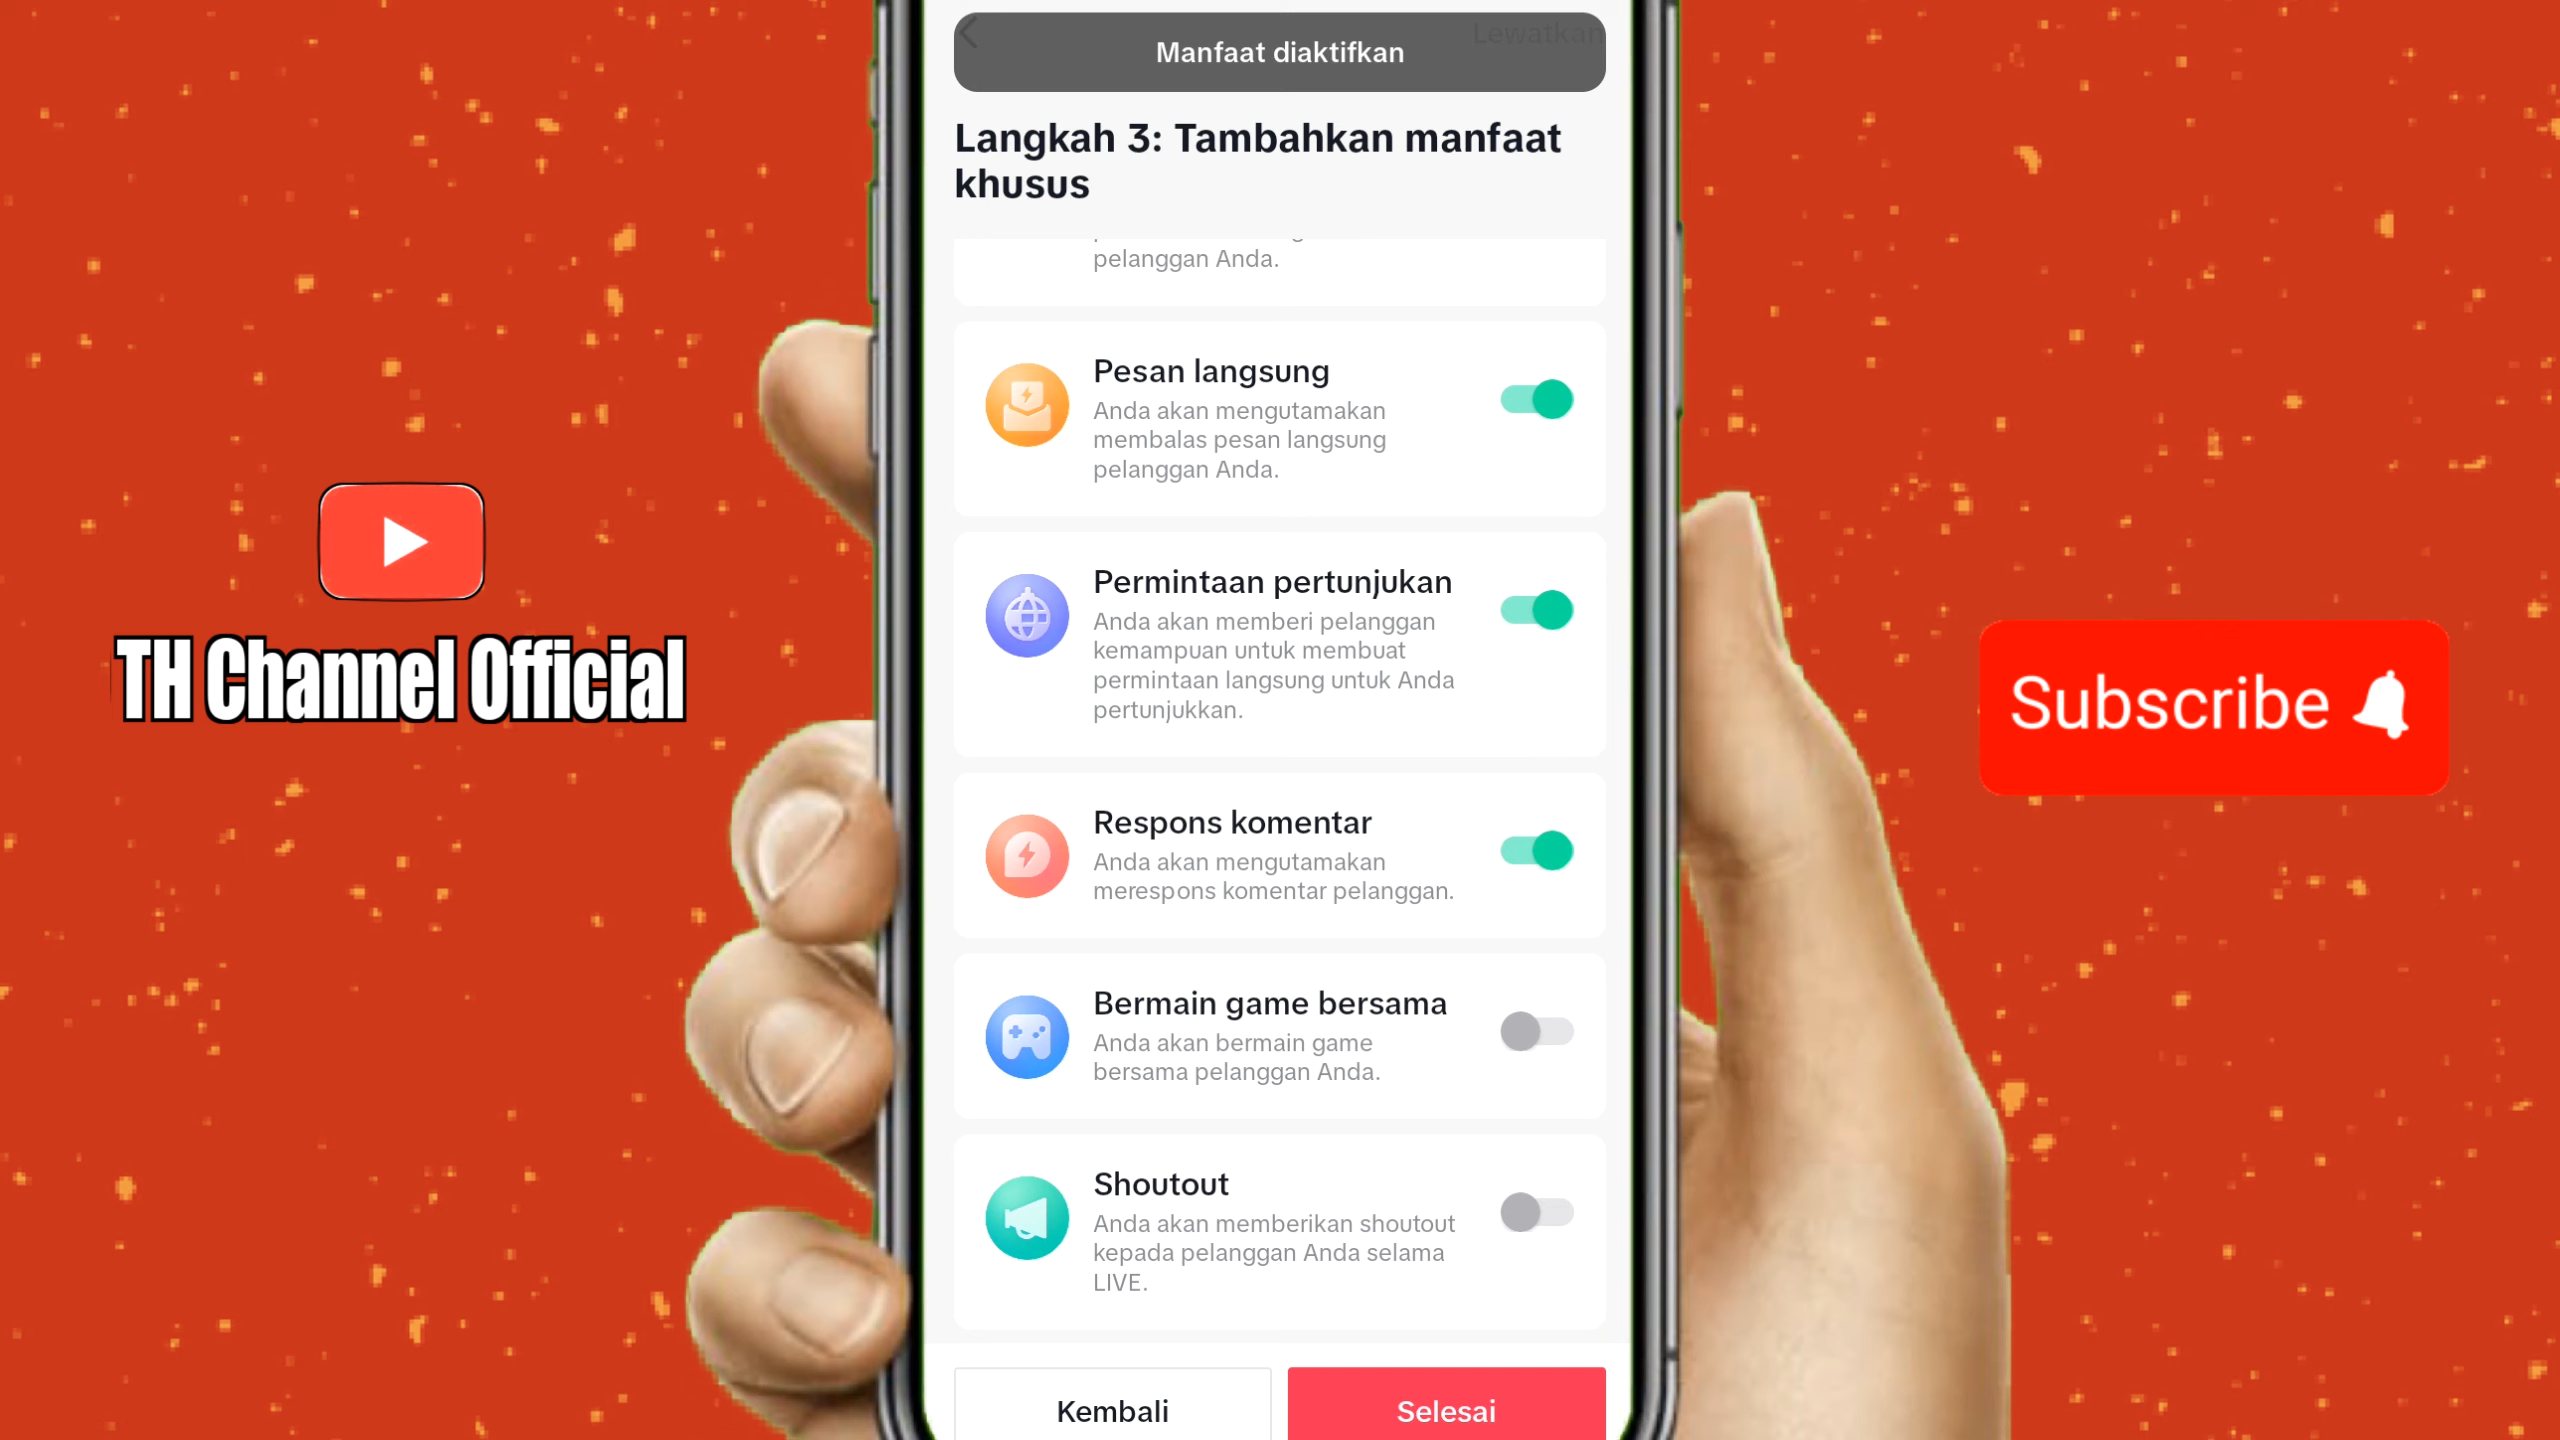 Lewatkan
Manfaat diaktifkan
Langkah 3: Tambahkan manfaat
khusus
pelanggan Anda.
Pesan langsung
Anda akan mengutamakan
membalas pesan langsung
pelanggan Anda.
Permintaan pertunjukan
Anda akan memberi pelanggan
kemampuan untuk membuat
permintaan langsung untuk Anda
pertunjukkan.
Respons komentar
Anda akan mengutamakan
merespons komentar pelanggan.
Bermain game bersama
Anda akan bermain game
bersama pelanggan Anda.
Shoutout
Anda akan memberikan shoutout
kepada pelanggan Anda selama
LIVE.
Kembali
Selesai
TH Channel Official
Subscribe